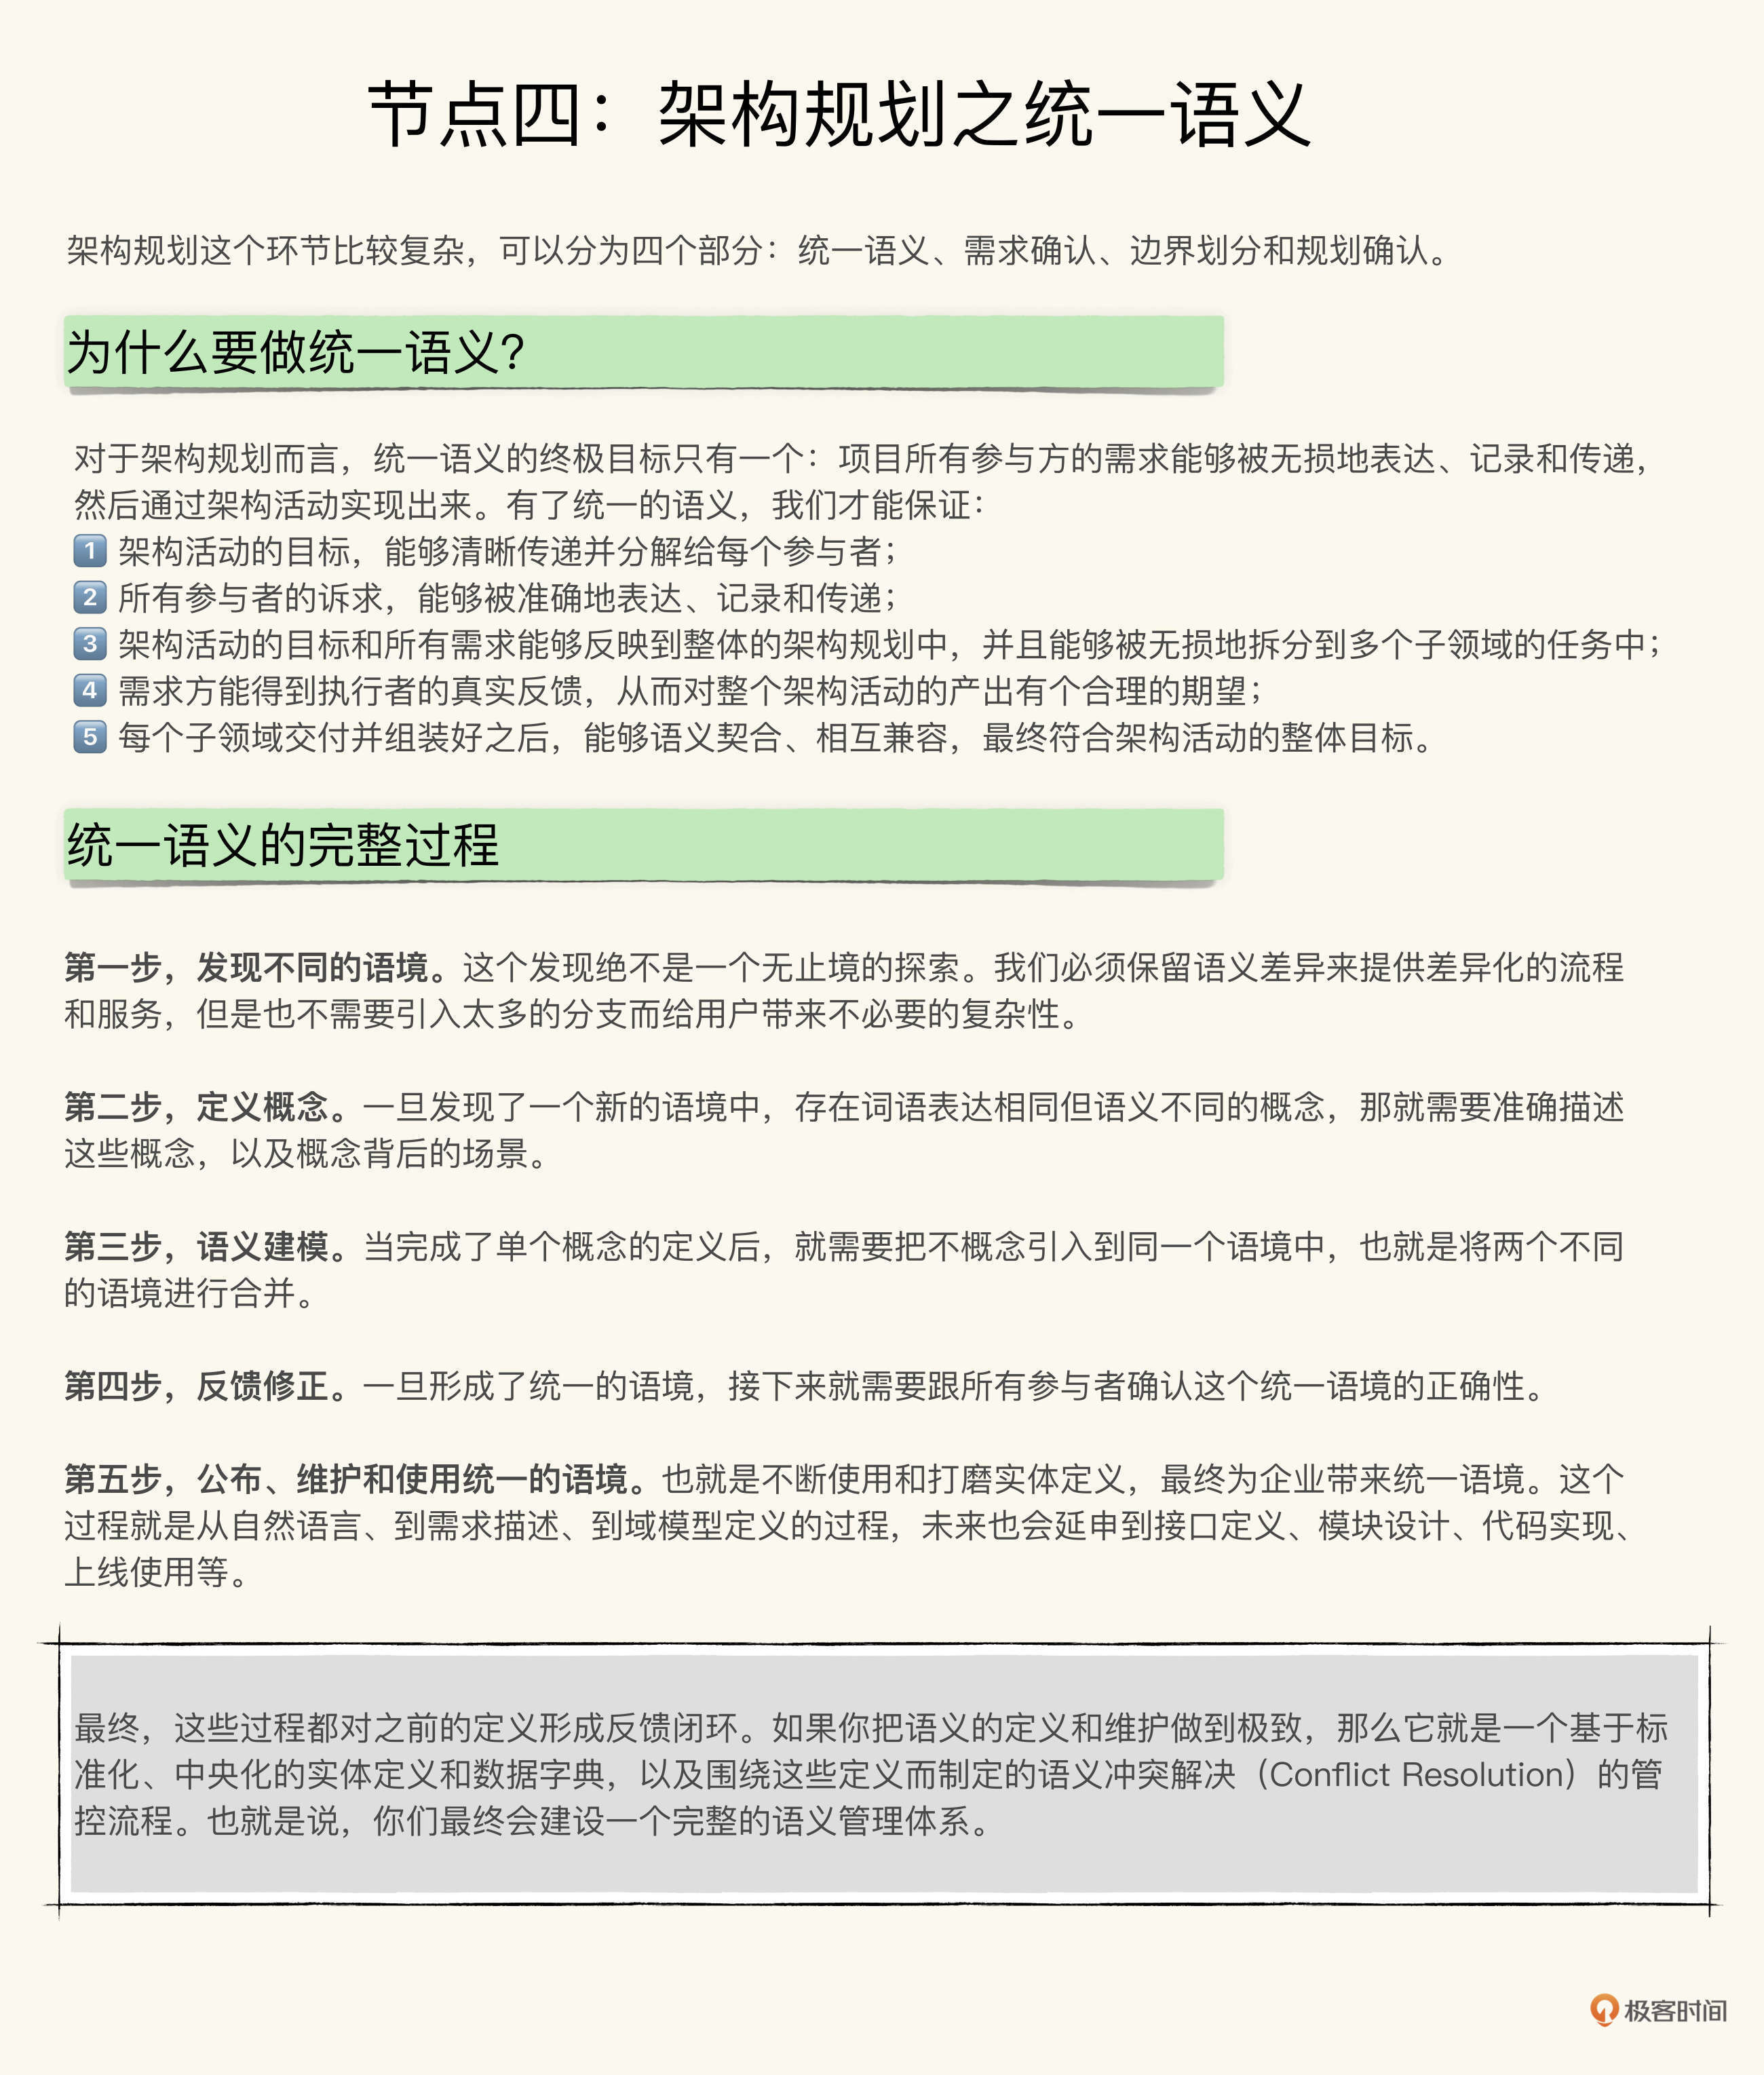 节点四：架构规划之统一语义
架构规划这个环节比较复杂，可以分为四个部分：统一语义、需求确认、边界划分和规划确认。
为什么要做统一语义？
对于架构规划而言，统一语义的终极目标只有一个：项目所有参与方的需求能够被无损地表达、记录和传递，
然后通过架构活动实现出来。有了统一的语义，我们才能保证：
1 架构活动的目标，能够清晰传递并分解给每个参与者；
2 所有参与者的诉求，能够被准确地表达、记录和传递；
3 架构活动的目标和所有需求能够反映到整体的架构规划中，并且能够被无损地拆分到多个子领域的任务中；
4 需求方能得到执行者的真实反馈，从而对整个架构活动的产出有个合理的期望；
5 每个子领域交付并组装好之后，能够语义契合、相互兼容，最终符合架构活动的整体目标。
统一语义的完整过程
第一步，发现不同的语境。这个发现绝不是一个无止境的探索。我们必须保留语义差异来提供差异化的流程
和服务，但是也不需要引入太多的分支而给用户带来不必要的复杂性。
第二步，定义概念。一旦发现了一个新的语境中，存在词语表达相同但语义不同的概念，那就需要准确描述
这些概念，以及概念背后的场景。
第三步，语义建模。当完成了单个概念的定义后，就需要把不概念引入到同一个语境中，也就是将两个不同
的语境进行合并。
第四步，反馈修正。一旦形成了统一的语境，接下来就需要跟所有参与者确认这个统一语境的正确性。
第五步，公布、维护和使用统一的语境。也就是不断使用和打磨实体定义，最终为企业带来统一语境。这个
过程就是从自然语言、到需求描述、到域模型定义的过程，未来也会延申到接口定义、模块设计、代码实现、
上线使用等。
最终，这些过程都对之前的定义形成反馈闭环。如果你把语义的定义和维护做到极致，那么它就是一个基于标
准化、中央化的实体定义和数据字典，以及围绕这些定义而制定的语义冲突解决（Conflict Resolution）的管
控流程。也就是说，你们最终会建设一个完整的语义管理体系。
极客时间